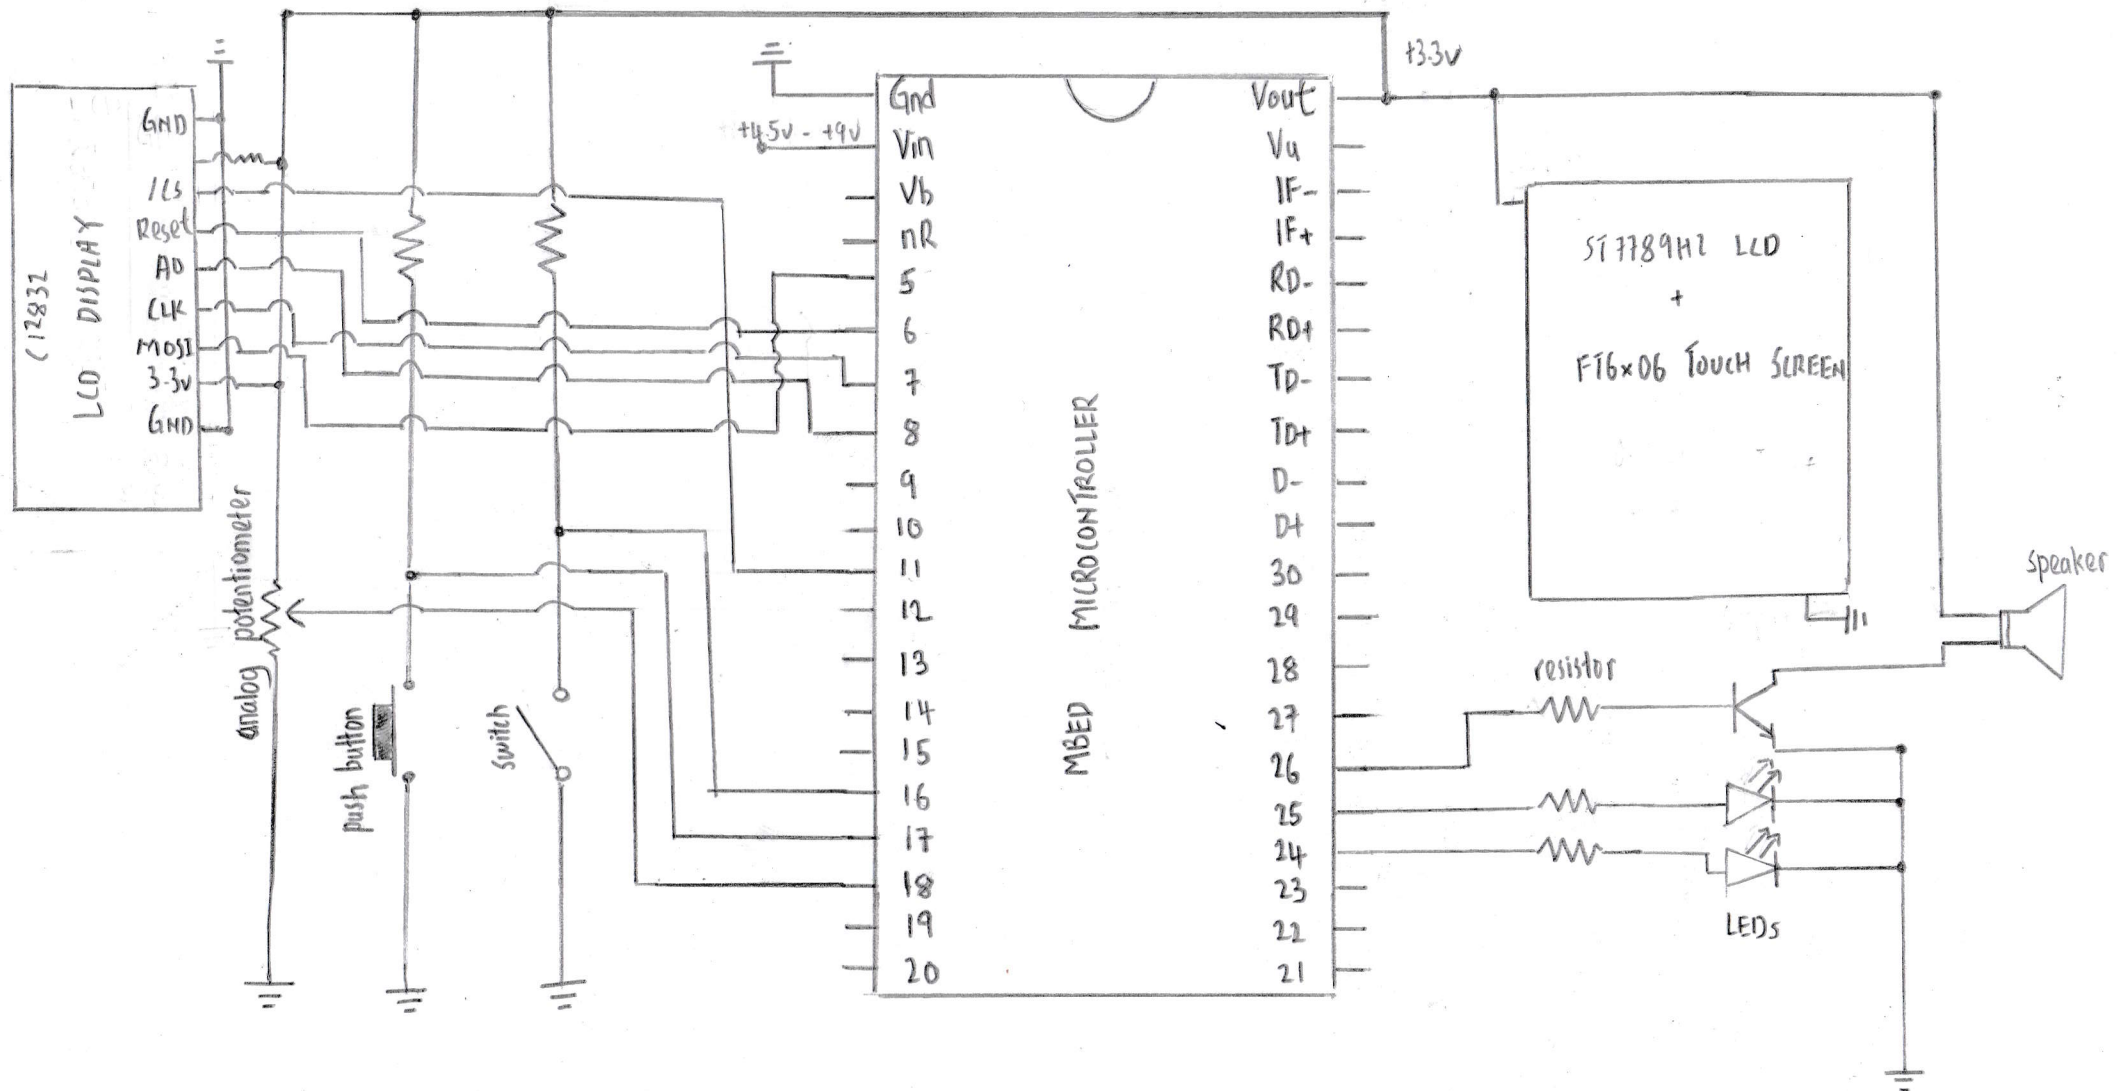 C12832
LCD DISPLAY
GND
/CS
Reset
A0
CLK
MOSI
3.3v
GND
analog potentiometer
push button
switch
+4.5v - +9v
MBED MICROCONTROLLER
Gnd
Vin
Vb
nR
5
6
7
8
9
10
11
12
13
14
15
16
17
18
19
20
Vout
Vu
IF-
IF+
RD-
RD+
TD-
TD+
D-
D+
30
29
28
27
26
25
24
23
22
21
+3.3v
ST7789H2 LCD
+
FT6x06 TOUCH SCREEN
speaker
resistor
LEDs